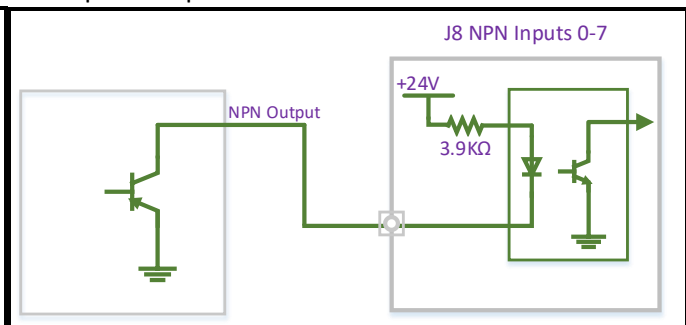 J8 NPN Inputs 0-7
+24V
NPN Output
3.9KΩ